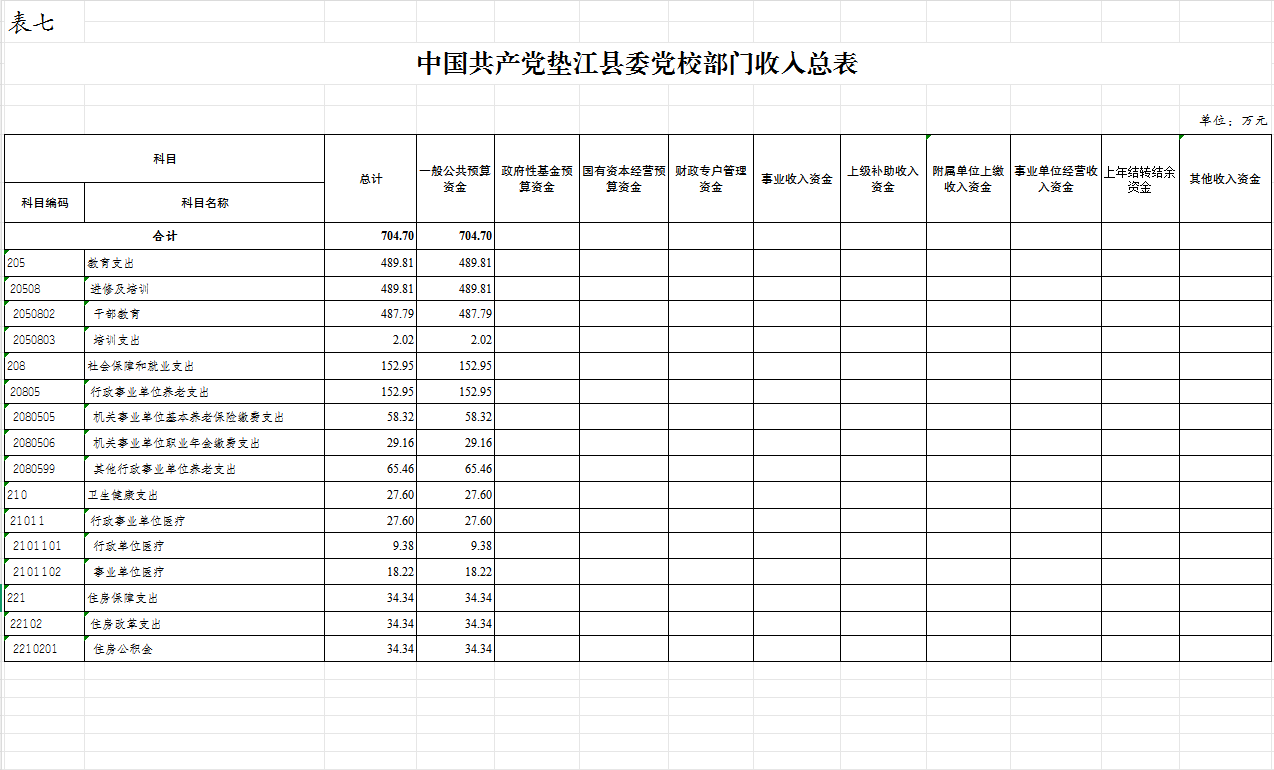 表七
中国共产党垫江县委党校部门收入总表
单位：万元
科目 总计 一般公共预算资金 政府性基金预算资金 国有资本经营预算资金 财政专户管理资金 事业收入资金 上级补助收入资金 附属单位上缴收入资金 事业单位经营收入资金 上年结转结余资金 其他收入资金
科目编码 科目名称
合计 704.70 704.70
205 教育支出 489.81 489.81
20508 进修及培训 489.81 489.81
2050802 干部教育 487.79 487.79
2050803 培训支出 2.02 2.02
208 社会保障和就业支出 152.95 152.95
20805 行政事业单位养老支出 152.95 152.95
2080505 机关事业单位基本养老保险缴费支出 58.32 58.32
2080506 机关事业单位职业年金缴费支出 29.16 29.16
2080599 其他行政事业单位养老支出 65.46 65.46
210 卫生健康支出 27.60 27.60
21011 行政事业单位医疗 27.60 27.60
2101101 行政单位医疗 9.38 9.38
2101102 事业单位医疗 18.22 18.22
221 住房保障支出 34.34 34.34
22102 住房改革支出 34.34 34.34
2210201 住房公积金 34.34 34.34